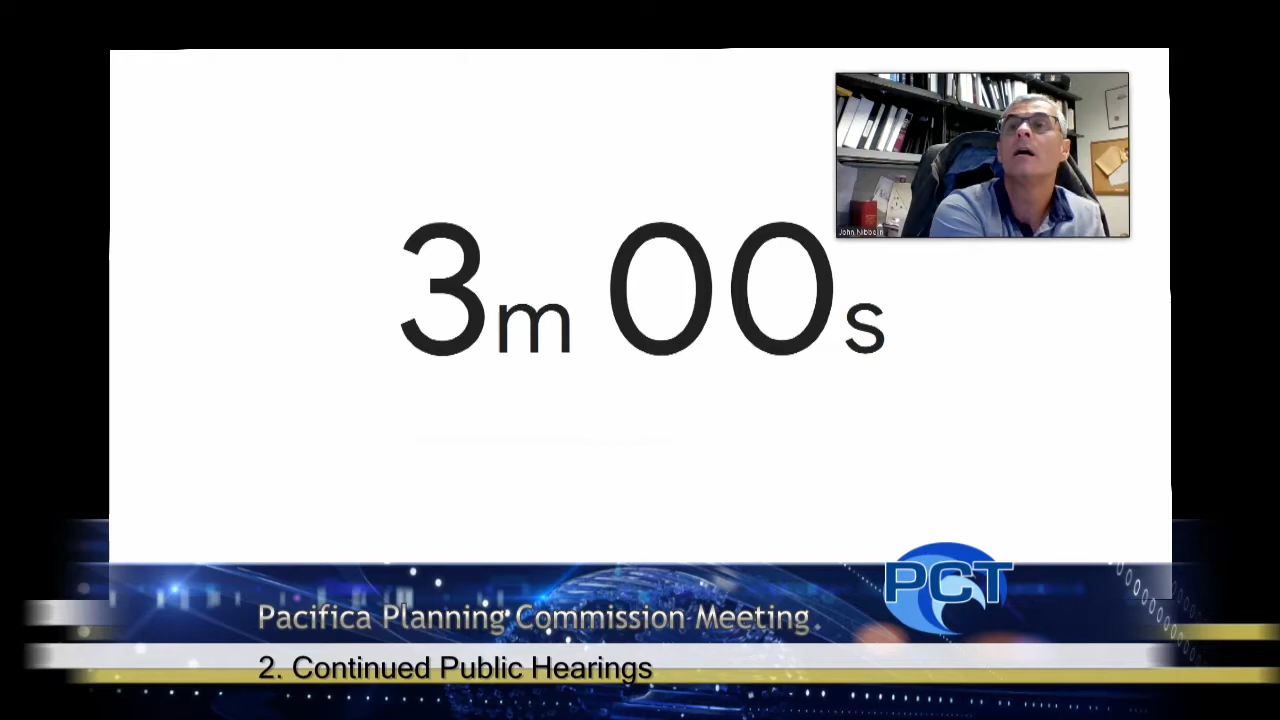 3m 00s
John Nibbelin
PCT
Pacifica Planning Commission Meeting
2. Continued Public Hearings